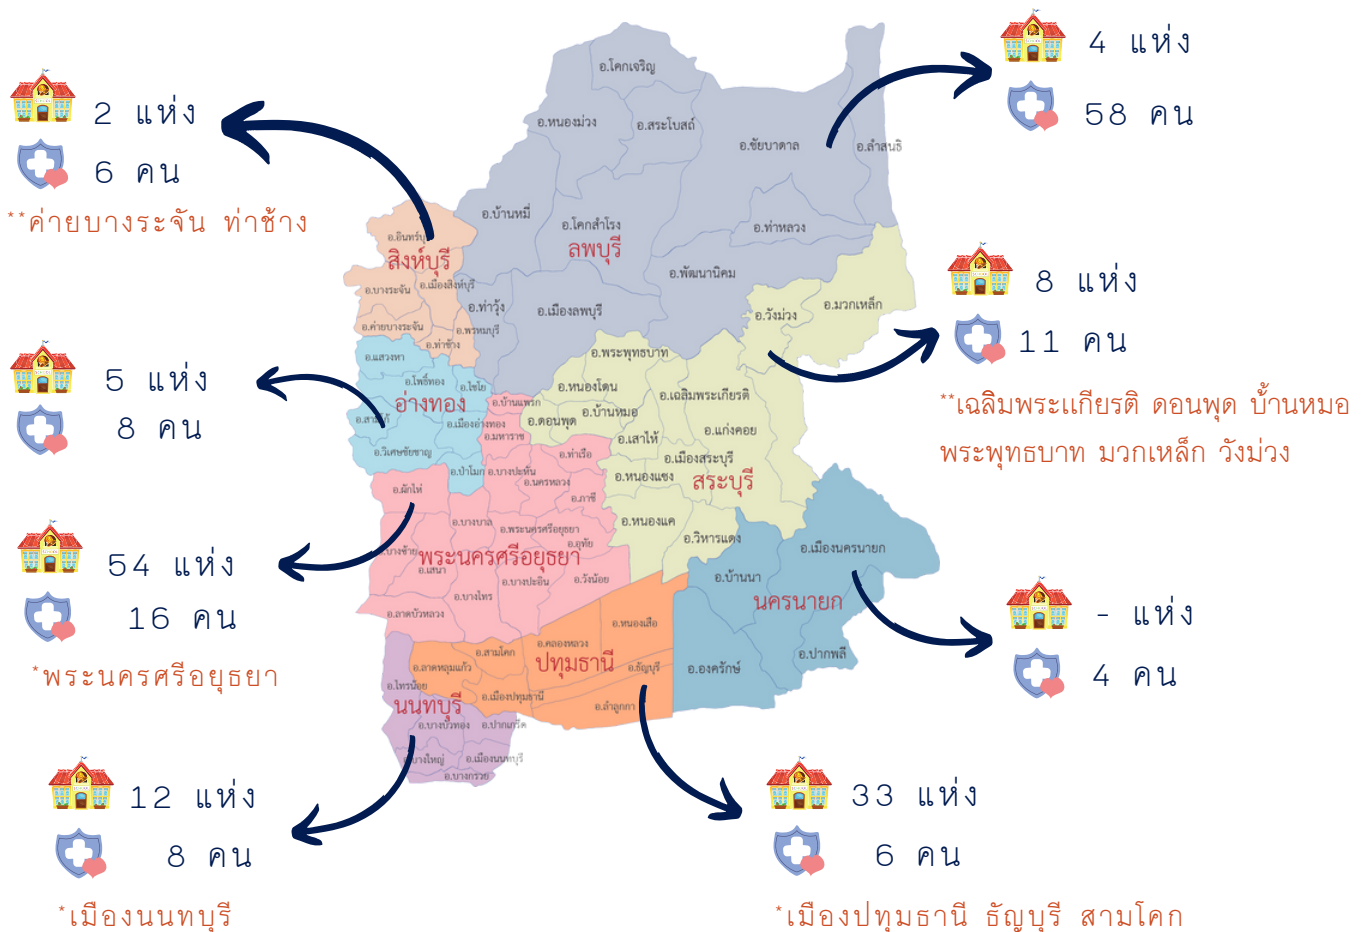 4 แห่ง
58 คน
2 แห่ง
6 คน
**ค่ายบางระจัน ท่าช้าง
8 แห่ง
11 คน
**เฉลิมพระเเกียรติ ดอนพุด บ้านหมอ
พระพุทธบาท มวกเหล็ก วังม่วง
5 แห่ง
8 คน
54 แห่ง
16 คน
*พระนครศรีอยุธยา
- แห่ง
4 คน
12 แห่ง
8 คน
*เมืองนนทบุรี
33 แห่ง
6 คน
*เมืองปทุมธานี ธัญบุรี สามโคก
ลพบุรี
อ.โคกเจริญ
อ.หนองม่วง
อ.สระโบสถ์
อ.ชัยบาดาล
อ.ลำสนธิ
อ.บ้านหมี่
อ.โคกสำโรง
อ.ท่าหลวง
อ.พัฒนานิคม
อ.ท่าวุ้ง
อ.เมืองลพบุรี
สิงห์บุรี
อ.อินทร์บุ
อ.บางระจัน
อ.เมืองสิงห์บุรี
อ.ค่ายบางระจัน
อ.พรหมบุรี
อ.ท่าช้าง
อ่างทอง
อ.แสวงหา
อ.โพธิ์ทอง
อ.ไชโย
อ.เมืองอ่างทอง
อ.วิเศษชัยชาญ
อ.ป่าโมก
สระบุรี
อ.วังม่วง
อ.มวกเหล็ก
อ.พระพุทธบาท
อ.หนองโดน
อ.เฉลิมพระเกียรติ
อ.ดอนพุด
อ.บ้านหมอ
อ.แก่งคอย
อ.เสาไห้
อ.เมืองสระบุรี
อ.หนองแซง
อ.หนองแค
อ.วิหารแดง
พระนครศรีอยุธยา
อ.บ้านแพรก
อ.มหาราช
อ.ท่าเรือ
อ.บางปะหัน
อ.นครหลวง
อ.ภาชี
อ.ผักไห่
อ.บางบาล
อ.พระนครศรีอยุธยา
อ.อุทัย
อ.บางซ้าย
อ.เสนา
อ.บางปะอิน
อ.วังน้อย
อ.บางไทร
อ.ลาดบัวหลวง
นครนายก
อ.เมืองนครนายก
อ.บ้านนา
อ.ปากพลี
อ.องครักษ์
ปทุมธานี
อ.หนองเสือ
อ.คลองหลวง
อ.สามโคก
อ.ลาดหลุมแก้ว
อ.ธัญบุรี
อ.เมืองปทุมธานี
อ.ลำลูกกา
นนทบุรี
อ.ไทรน้อย
อ.บางบัวทอง
อ.ปากเกร็ด
อ.บางใหญ่
อ.เมืองนนทบุรี
อ.บางกรวย